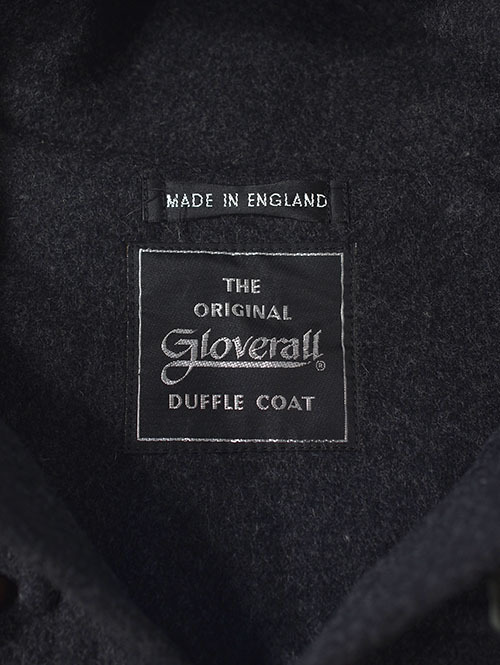 MADE IN ENGLAND
THE
ORIGINAL
Gloverall®
DUFFLE COAT